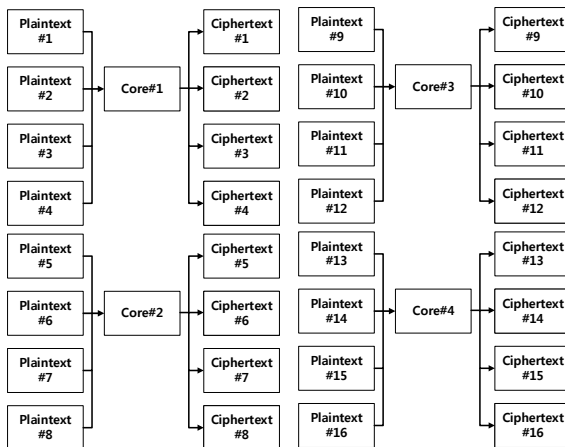 Plaintext
#1
Plaintext
#2
Plaintext
#3
Plaintext
#4
Core#1
Ciphertext
#1
Ciphertext
#2
Ciphertext
#3
Ciphertext
#4
Plaintext
#5
Plaintext
#6
Plaintext
#7
Plaintext
#8
Core#2
Ciphertext
#5
Ciphertext
#6
Ciphertext
#7
Ciphertext
#8
Plaintext
#9
Plaintext
#10
Plaintext
#11
Plaintext
#12
Core#3
Ciphertext
#9
Ciphertext
#10
Ciphertext
#11
Ciphertext
#12
Plaintext
#13
Plaintext
#14
Plaintext
#15
Plaintext
#16
Core#4
Ciphertext
#13
Ciphertext
#14
Ciphertext
#15
Ciphertext
#16